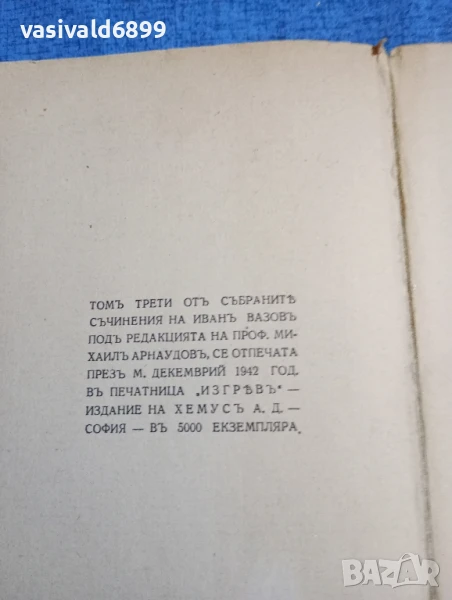 vasivald6899
ТОМЪ ТРЕТИ ОТЪ СЪБРАНИТѢ
СЪЧИНЕНИЯ НА ИВАНЪ ВАЗОВЪ
ПОДЪ РЕДАКЦИЯТА НА ПРОФ. МИ-
ХАИЛЪ АРНАУДОВЪ, СЕ ОТПЕЧАТА
ПРЕЗЪ М. ДЕКЕМВРИЙ 1942 ГОД.
ВЪ ПЕЧАТНИЦА „ИЗГРѢВЪ" —
ИЗДАНИЕ НА ХЕМУСЪ А. Д. —
СОФИЯ — ВЪ 5000 ЕКЗЕМПЛЯРА
BAZAR